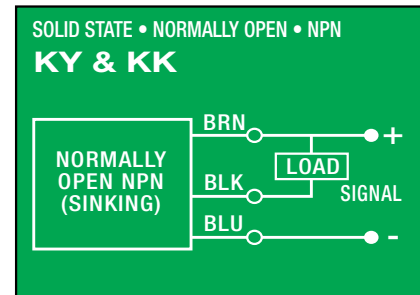 SOLID STATE • NORMALLY OPEN • NPN
KY & KK
BRN
+
NORMALLY
OPEN NPN
(SINKING)
LOAD
BLK
SIGNAL
BLU
-